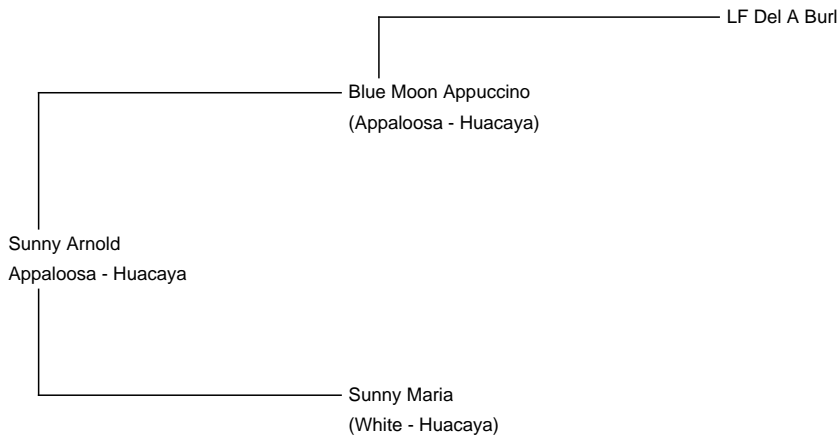 LF Del A Burl
Blue Moon Appuccino
(Appaloosa - Huacaya)
Sunny Arnold
Appaloosa - Huacaya
Sunny Maria
(White - Huacaya)